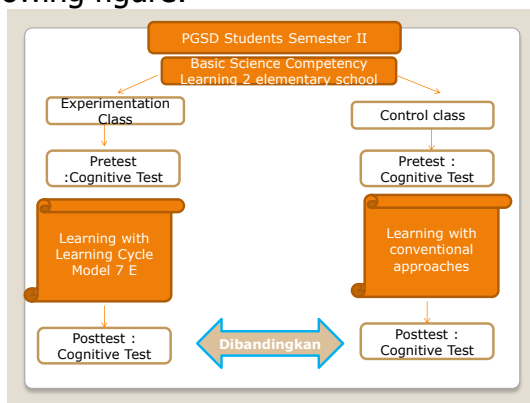 owing figure.
PGSD Students Semester II
Basic Science Competency
Learning 2 elementary school
Experimentation
Class
Control class
Pretest
:Cognitive Test
Pretest :
Cognitive Test
Learning with
Learning Cycle
Model 7 E
Learning with
conventional
approaches
Posttest :
Cognitive Test
Dibandingkan
Posttest :
Cognitive Test